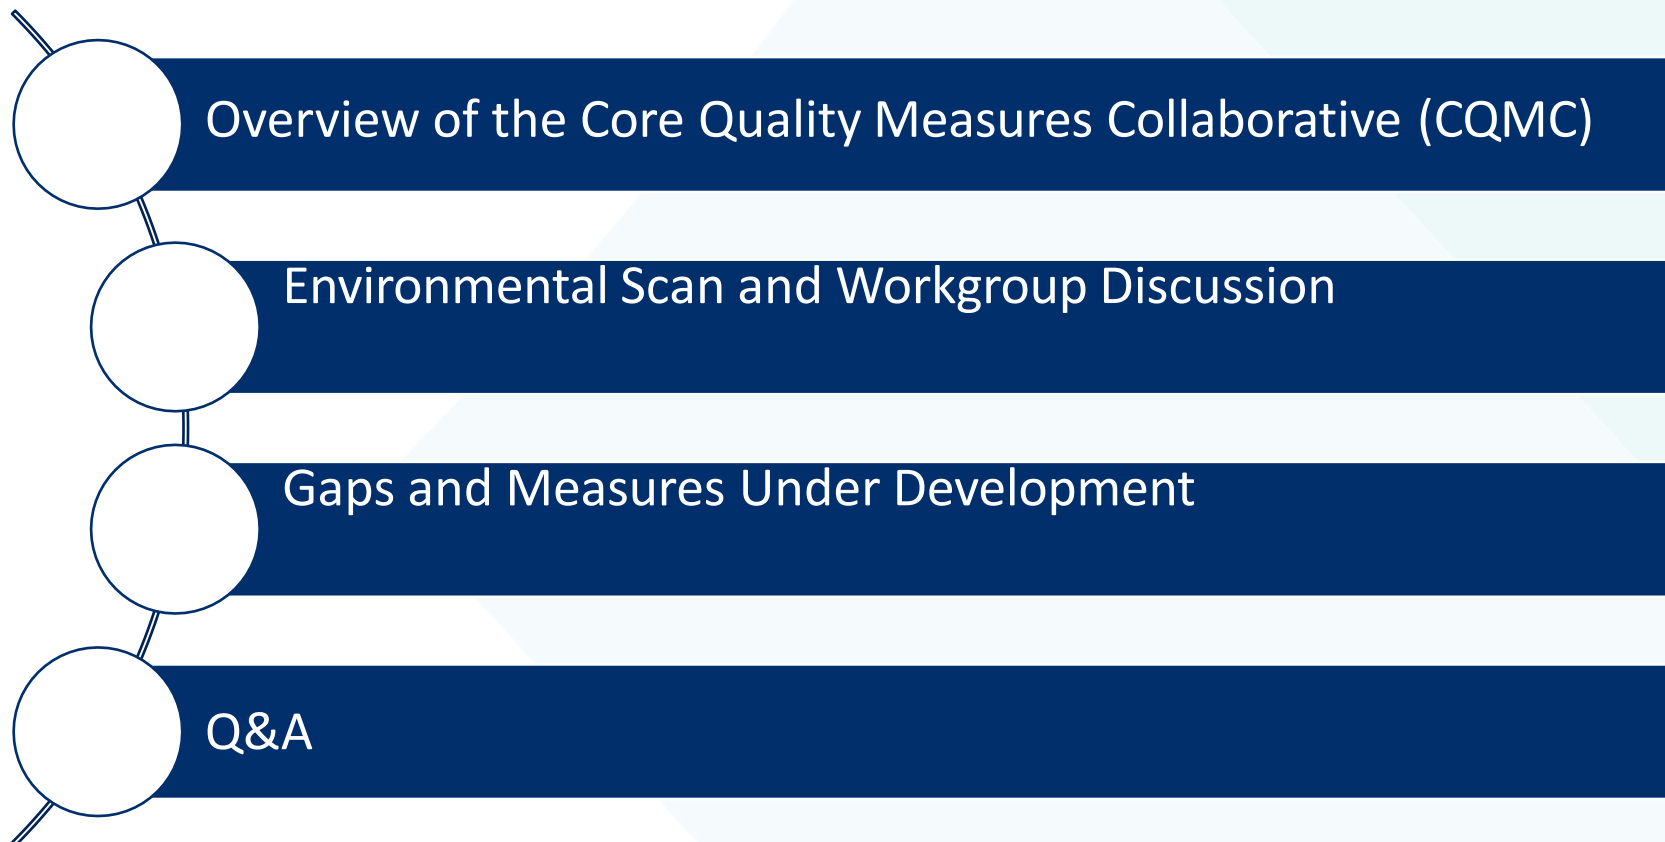 Overview of the Core Quality Measures Collaborative (CQMC)
Environmental Scan and Workgroup Discussion
Gaps and Measures Under Development
Q&A